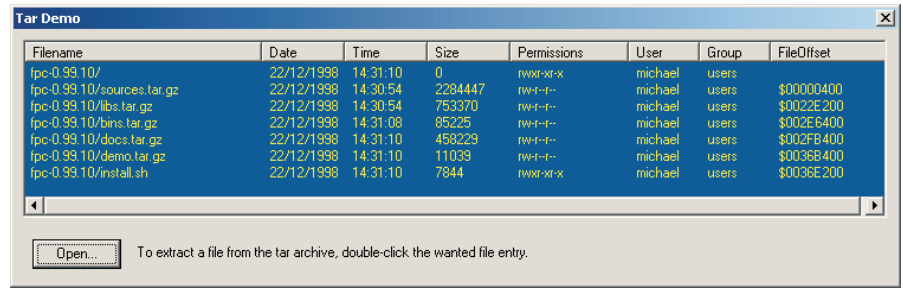 Tar Demo
Filename Date Time Size Permissions User Group FileOffset
fpc-0.99.10/ 22/12/1998 14:31:10 0 rwxr-xr-x michael users
fpc-0.99.10/sources.tar.gz 22/12/1998 14:30:54 2284447 rw-r--r-- michael users $00000400
fpc-0.99.10/libs.tar.gz 22/12/1998 14:30:54 753370 rw-r--r-- michael users $0022E200
fpc-0.99.10/bins.tar.gz 22/12/1998 14:31:08 85225 rw-r--r-- michael users $002E6400
fpc-0.99.10/docs.tar.gz 22/12/1998 14:31:10 458229 rw-r--r-- michael users $002FB400
fpc-0.99.10/demo.tar.gz 22/12/1998 14:31:10 11039 rw-r--r-- michael users $0036B400
fpc-0.99.10/install.sh 22/12/1998 14:31:10 7844 rwxr-xr-x michael users $0036E200
Open... To extract a file from the tar archive, double-click the wanted file entry.